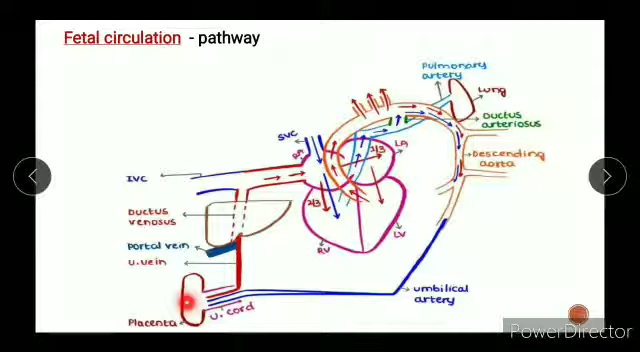 Fetal circulation - pathway
Pulmonary
artery
Lung
Ductus
arteriosus
SVC
RA
1/3
LA
Descending
aorta
IVC
Ductus
venosus
2/3
Portal vein
RV
LV
U.vein
umbilical
artery
U.cord
Placenta
PowerDirector